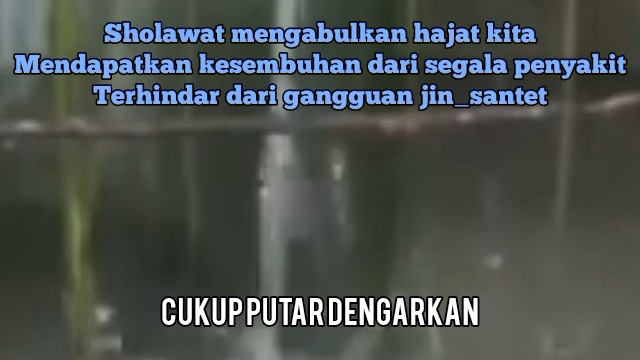 Sholawat mengabulkan hajat kita
Mendapatkan kesembuhan dari segala penyakit
Terhindar dari gangguan jin_santet
CUKUP PUTAR DENGARKAN